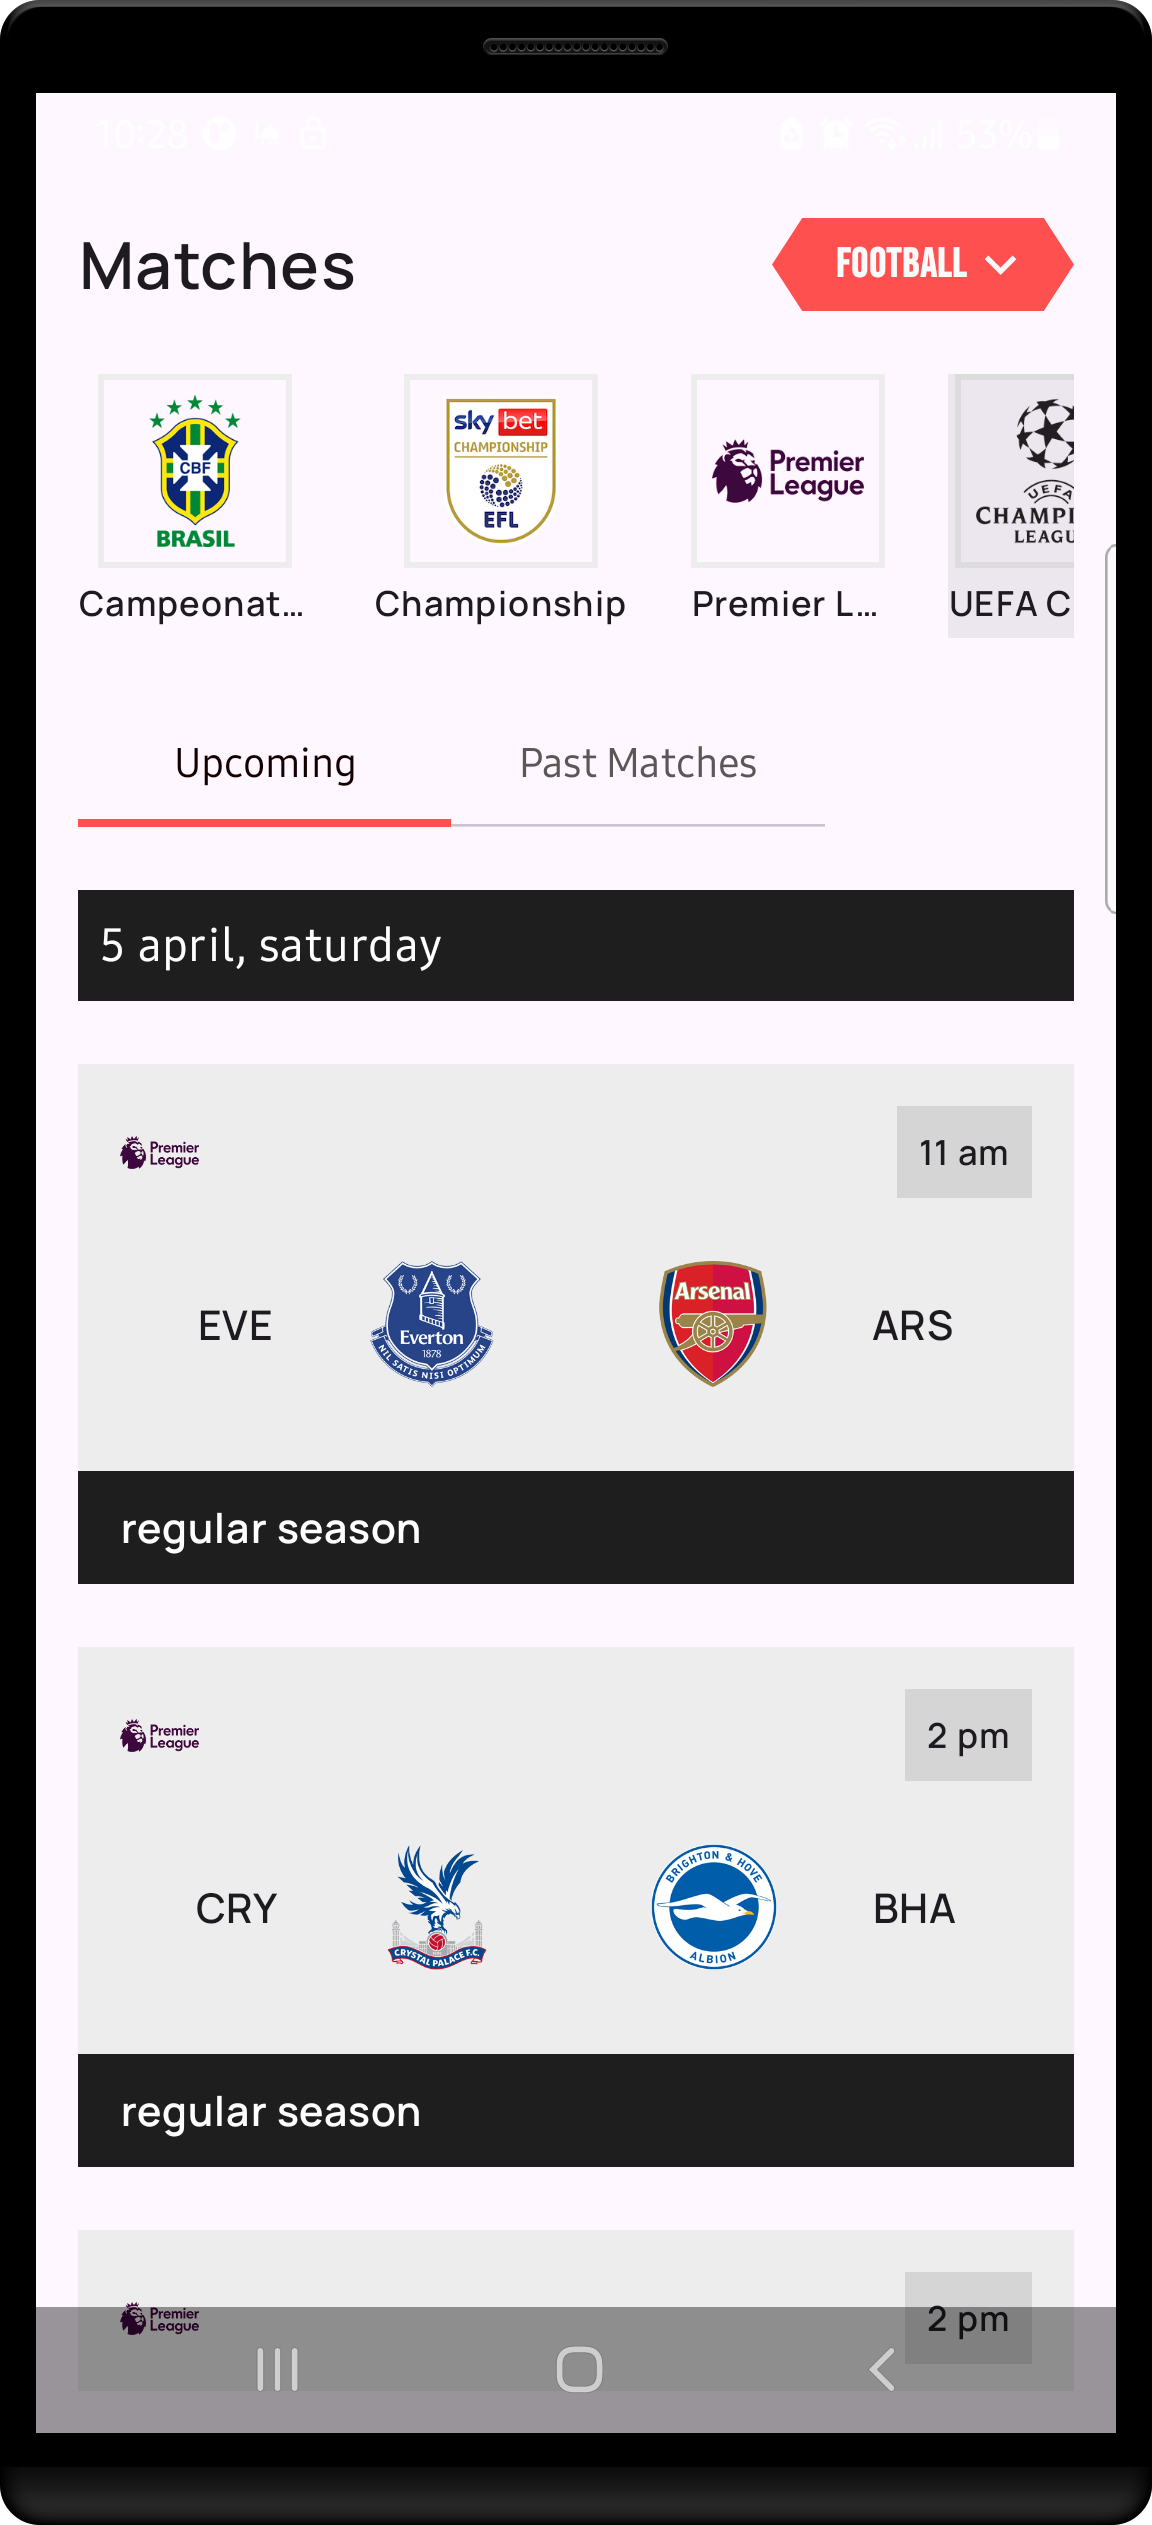 10:28 53%
Matches
FOOTBALL
CBF
BRASIL
sky bet
CHAMPIONSHIP
EFL
Premier
League
UEFA
CHAMPI
LEAGU
Campeonat...
Championship
Premier L...
UEFA C
Upcoming
Past Matches
5 april, saturday
Premier
League
11 am
EVE
Everton
1878
NIL SATIS NISI OPTIMUM
Arsenal
ARS
regular season
Premier
League
2 pm
CRY
CRYSTAL PALACE F.C.
BRIGHTON & HOVE
ALBION
BHA
regular season
Premier
League
2 pm